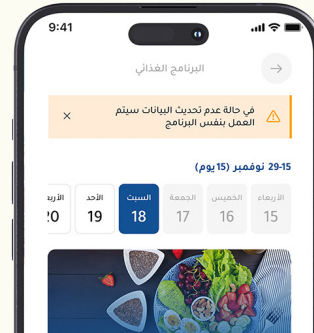 9:41
البرنامج الغذائي
في حالة عدم تحديث البيانات سيتم
العمل بنفس البرنامج
15-29 نوفمبر (15 يوم)
الأربعاء الخميس الجمعة السبت الأحد
15 16 17 18 19 20